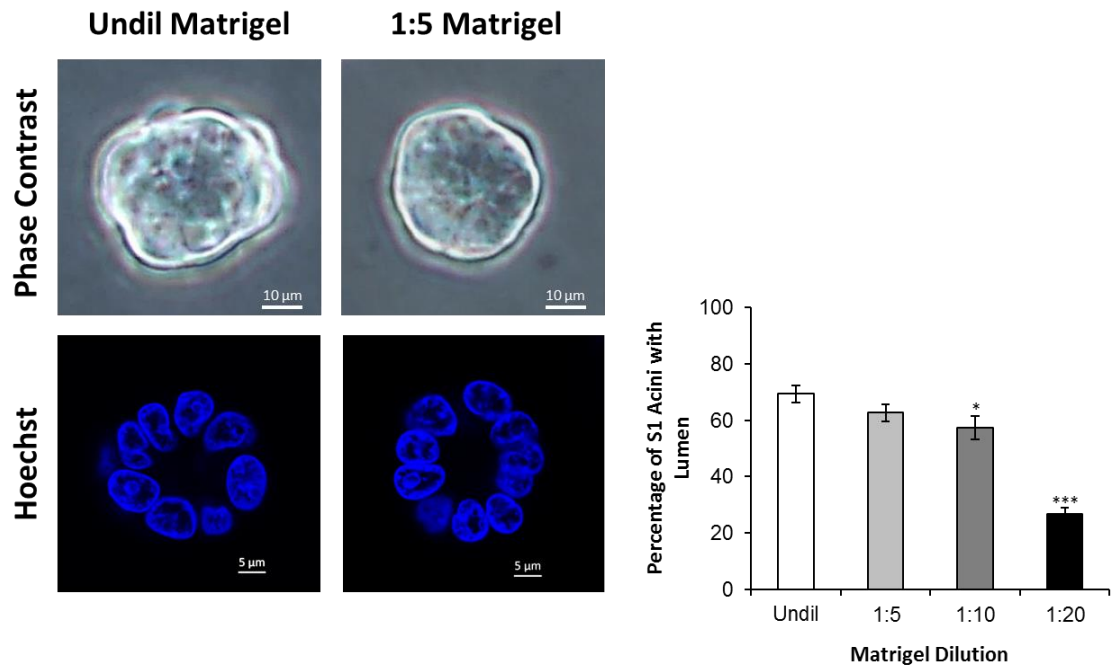 Undil Matrigel
1:5 Matrigel
Phase Contrast
10 μm
10 μm
Hoechst
5 μm
5 μm
Percentage of S1 Acini with
Lumen
100
80
60
40
20
0
*
***
Undil
1:5
1:10
1:20
Matrigel Dilution